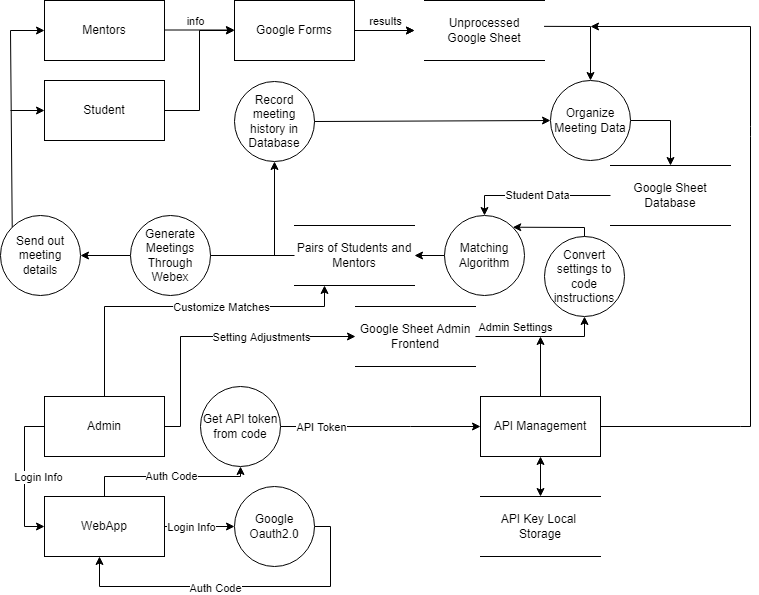 Mentors
info
Google Forms
results
Unprocessed
Google Sheet
Student
Record
meeting
history in
Database
Organize
Meeting Data
Google Sheet
Database
Student Data
Send out
meeting
details
Generate
Meetings
Through
Webex
Pairs of Students and
Mentors
Matching
Algorithm
Convert
settings to
code
instructions
Customize Matches
Setting Adjustments
Google Sheet Admin
Frontend
Admin Settings
Admin
Get API token
from code
API Token
API Management
Login Info
Auth Code
WebApp
Login Info
Google
Oauth2.0
API Key Local
Storage
Auth Code